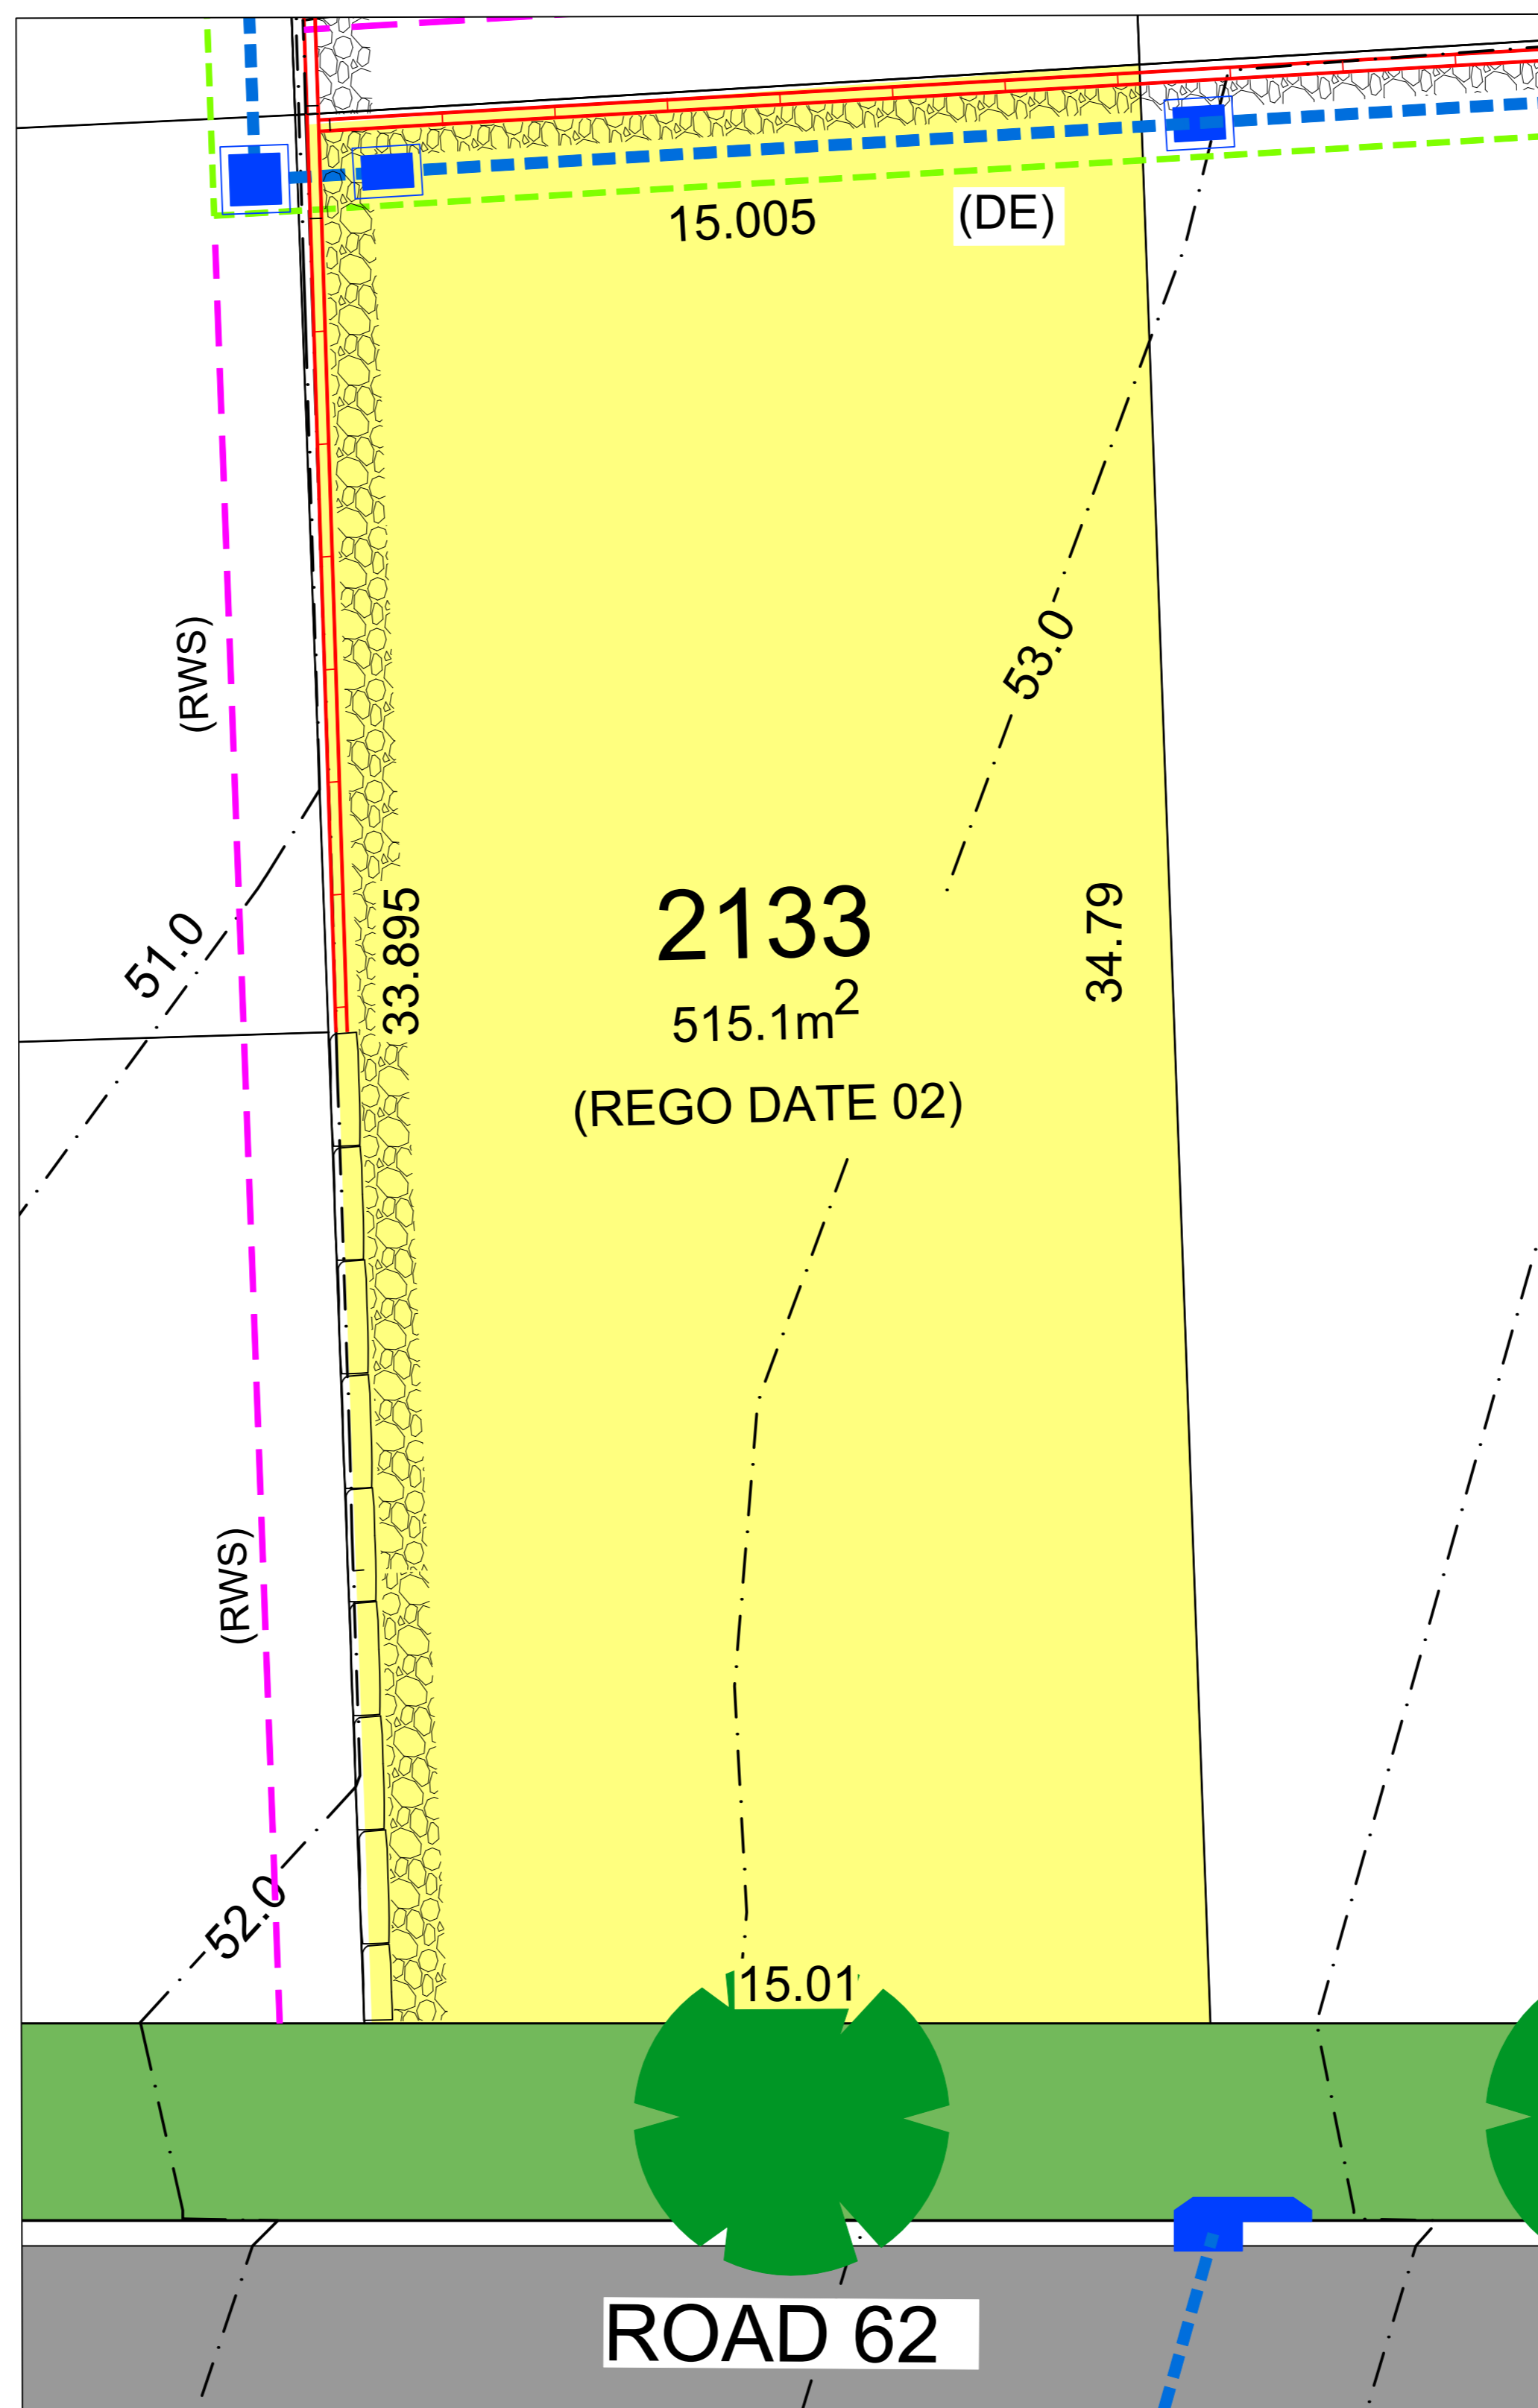 15.005
(DE)
(RWS)
53.0
51.0
33.895
2133
34.79
515.1m²
(REGO DATE 02)
(RWS)
52.0
15.01
ROAD 62